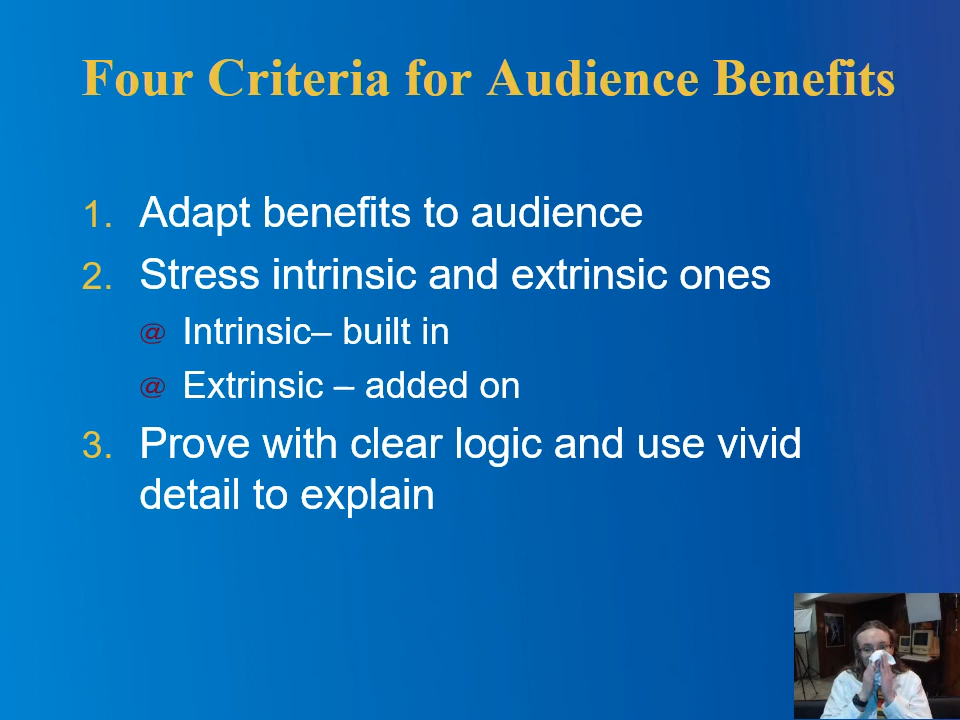 Four Criteria for Audience Benefits
1. Adapt benefits to audience
2. Stress intrinsic and extrinsic ones
@ Intrinsic– built in
@ Extrinsic – added on
3. Prove with clear logic and use vivid
detail to explain